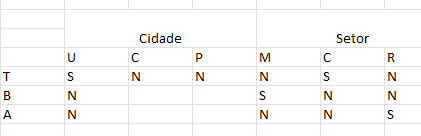 Cidade Setor
U C P M C R
T S N N N S N
B N S N N
A N N N S